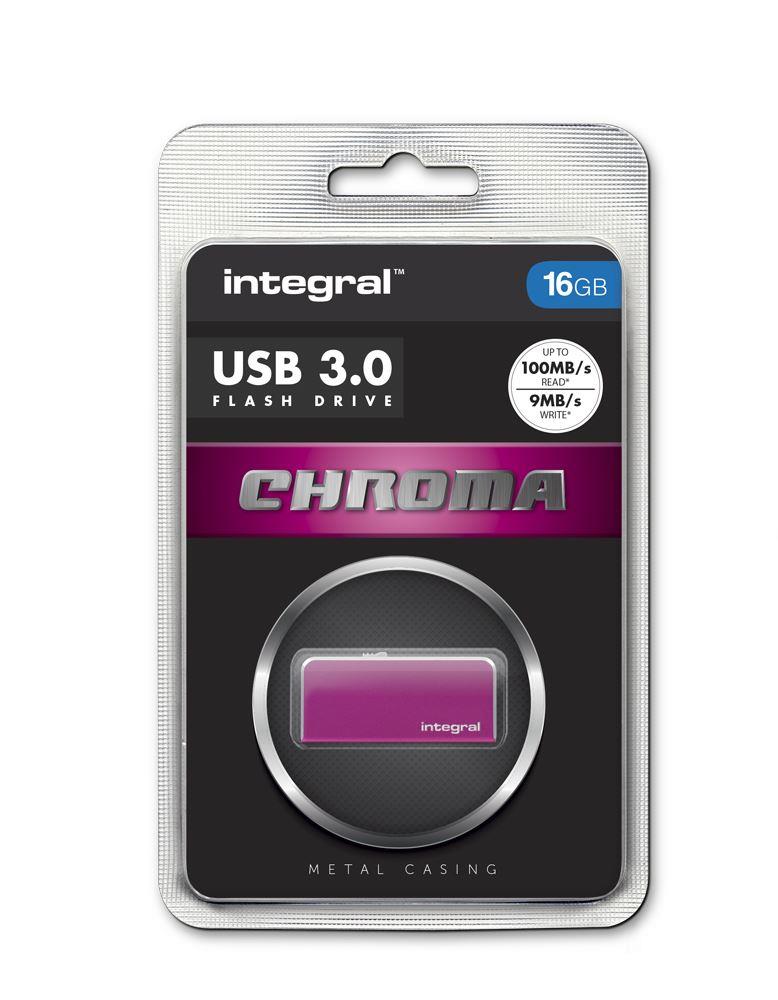 integral™
16GB
USB 3.0
FLASH DRIVE
UP TO
100MB/s
READ*
9MB/s
WRITE*
CHROMA
integral
METAL CASING